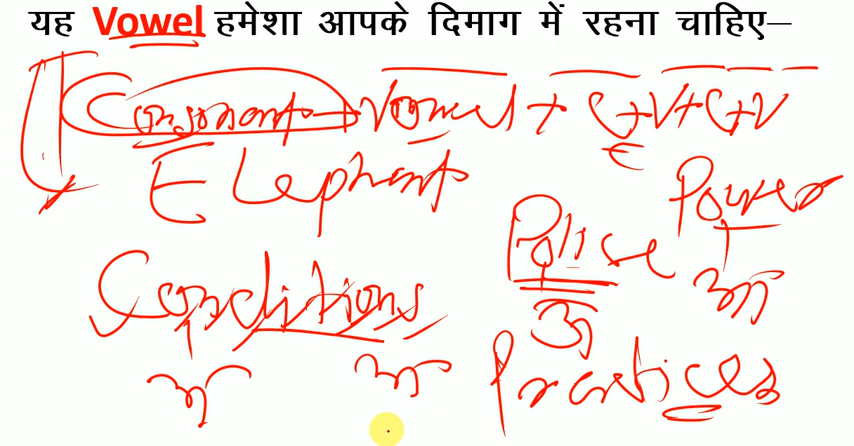 यह Vowel हमेशा आपके दिमाग में रहना चाहिए–
Consonant + Vowel + C+V+C+V
Elephant
Power
Police
Conditions
Practices